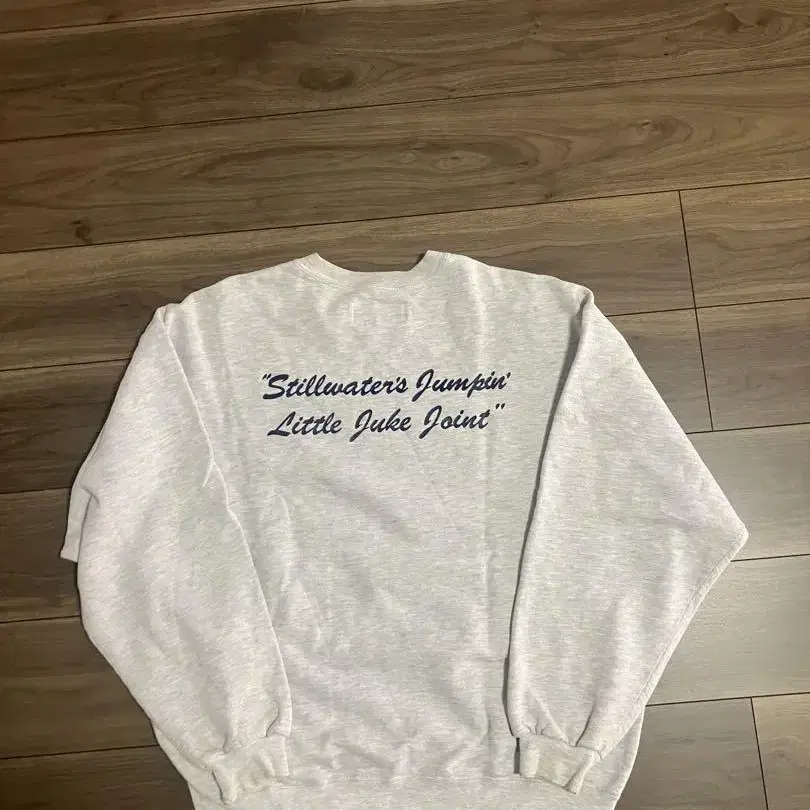 "Stillwater's Jumpin'
Little Juke Joint"